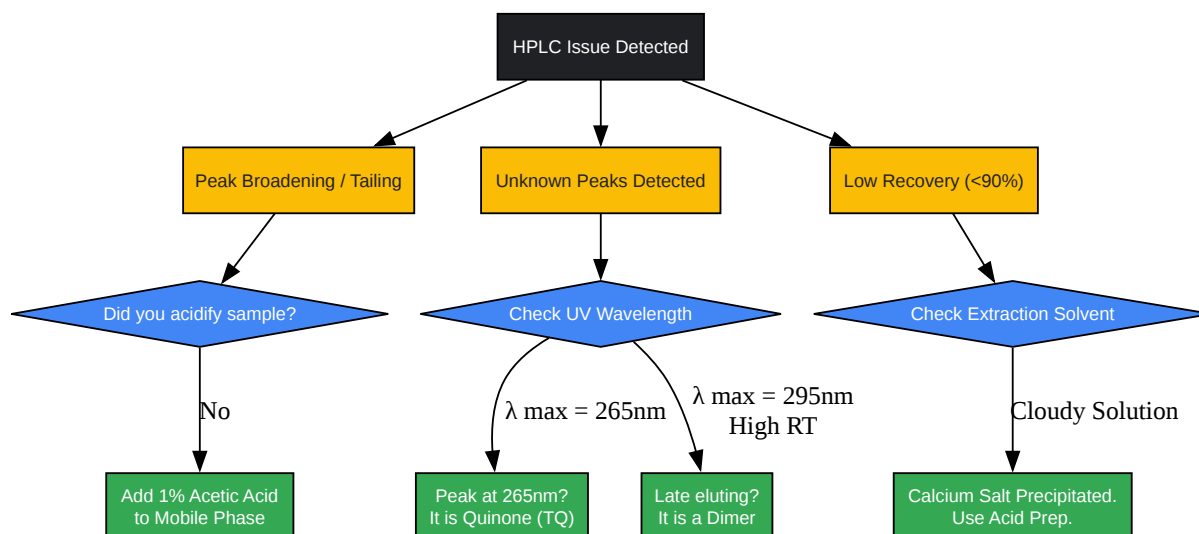 HPLC Issue Detected
Peak Broadening / Tailing
Unknown Peaks Detected
Low Recovery (<90%)
Did you acidify sample?
Check UV Wavelength
Check Extraction Solvent
No
λ max = 265nm
λ max = 295nm
High RT
Cloudy Solution
Add 1% Acetic Acid
to Mobile Phase
Peak at 265nm?
It is Quinone (TQ)
Late eluting?
It is a Dimer
Calcium Salt Precipitated.
Use Acid Prep.